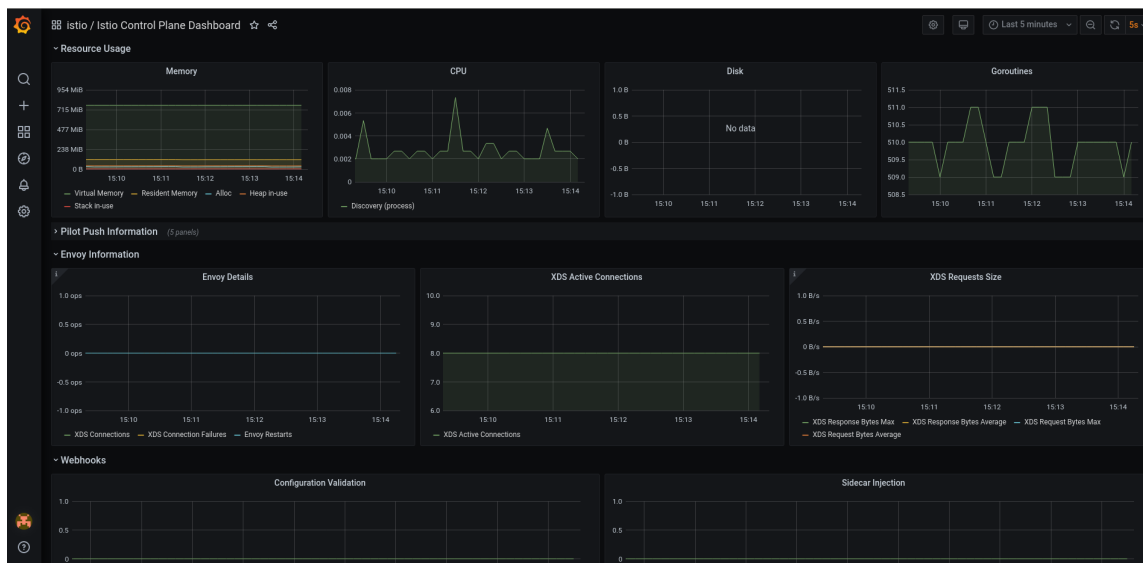 istio / Istio Control Plane Dashboard
Last 5 minutes
5s
Resource Usage
Memory
954 MiB
715 MiB
477 MiB
238 MiB
0 B
15:10 15:11 15:12 15:13 15:14
Virtual Memory Resident Memory Alloc Heap in-use
Stack in-use
CPU
0.008
0.006
0.004
0.002
0
15:10 15:11 15:12 15:13 15:14
Discovery (process)
Disk
1.0 B
0.5 B
No data
-0.5 B
-1.0 B
15:10 15:11 15:12 15:13 15:14
Goroutines
511.5
511.0
510.5
510.0
509.5
509.0
508.5
15:10 15:11 15:12 15:13 15:14
Pilot Push Information (5 panels)
Envoy Information
Envoy Details
1.0 ops
0.5 ops
0 ops
-0.5 ops
-1.0 ops
15:10 15:11 15:12 15:13 15:14
XDS Connections XDS Connection Failures Envoy Restarts
XDS Active Connections
10.0
9.0
8.0
7.0
6.0
15:10 15:11 15:12 15:13 15:14
XDS Active Connections
XDS Requests Size
1.0 B/s
0.5 B/s
0 B/s
-0.5 B/s
-1.0 B/s
15:10 15:11 15:12 15:13 15:14
XDS Response Bytes Max XDS Response Bytes Average XDS Request Bytes Max
XDS Request Bytes Average
Webhooks
Configuration Validation
1.0
0.5
0
Sidecar Injection
1.0
0.5
0